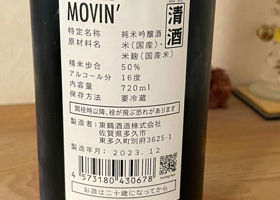 MOVIN’
清酒
特定名称 純米吟醸酒
原材料名 米(国産)・
米麹(国産米)
精米歩合 50%
アルコール分 16度
内容量 720ml
保存方法 要冷蔵
開栓時以降、栓が飛ぶ恐れがあります
製造者: 東鶴酒造株式会社
佐賀県多久市
東多久町別府3625-1
製造年月: 2023.12
4 573180 430678
お酒は二十歳になってから